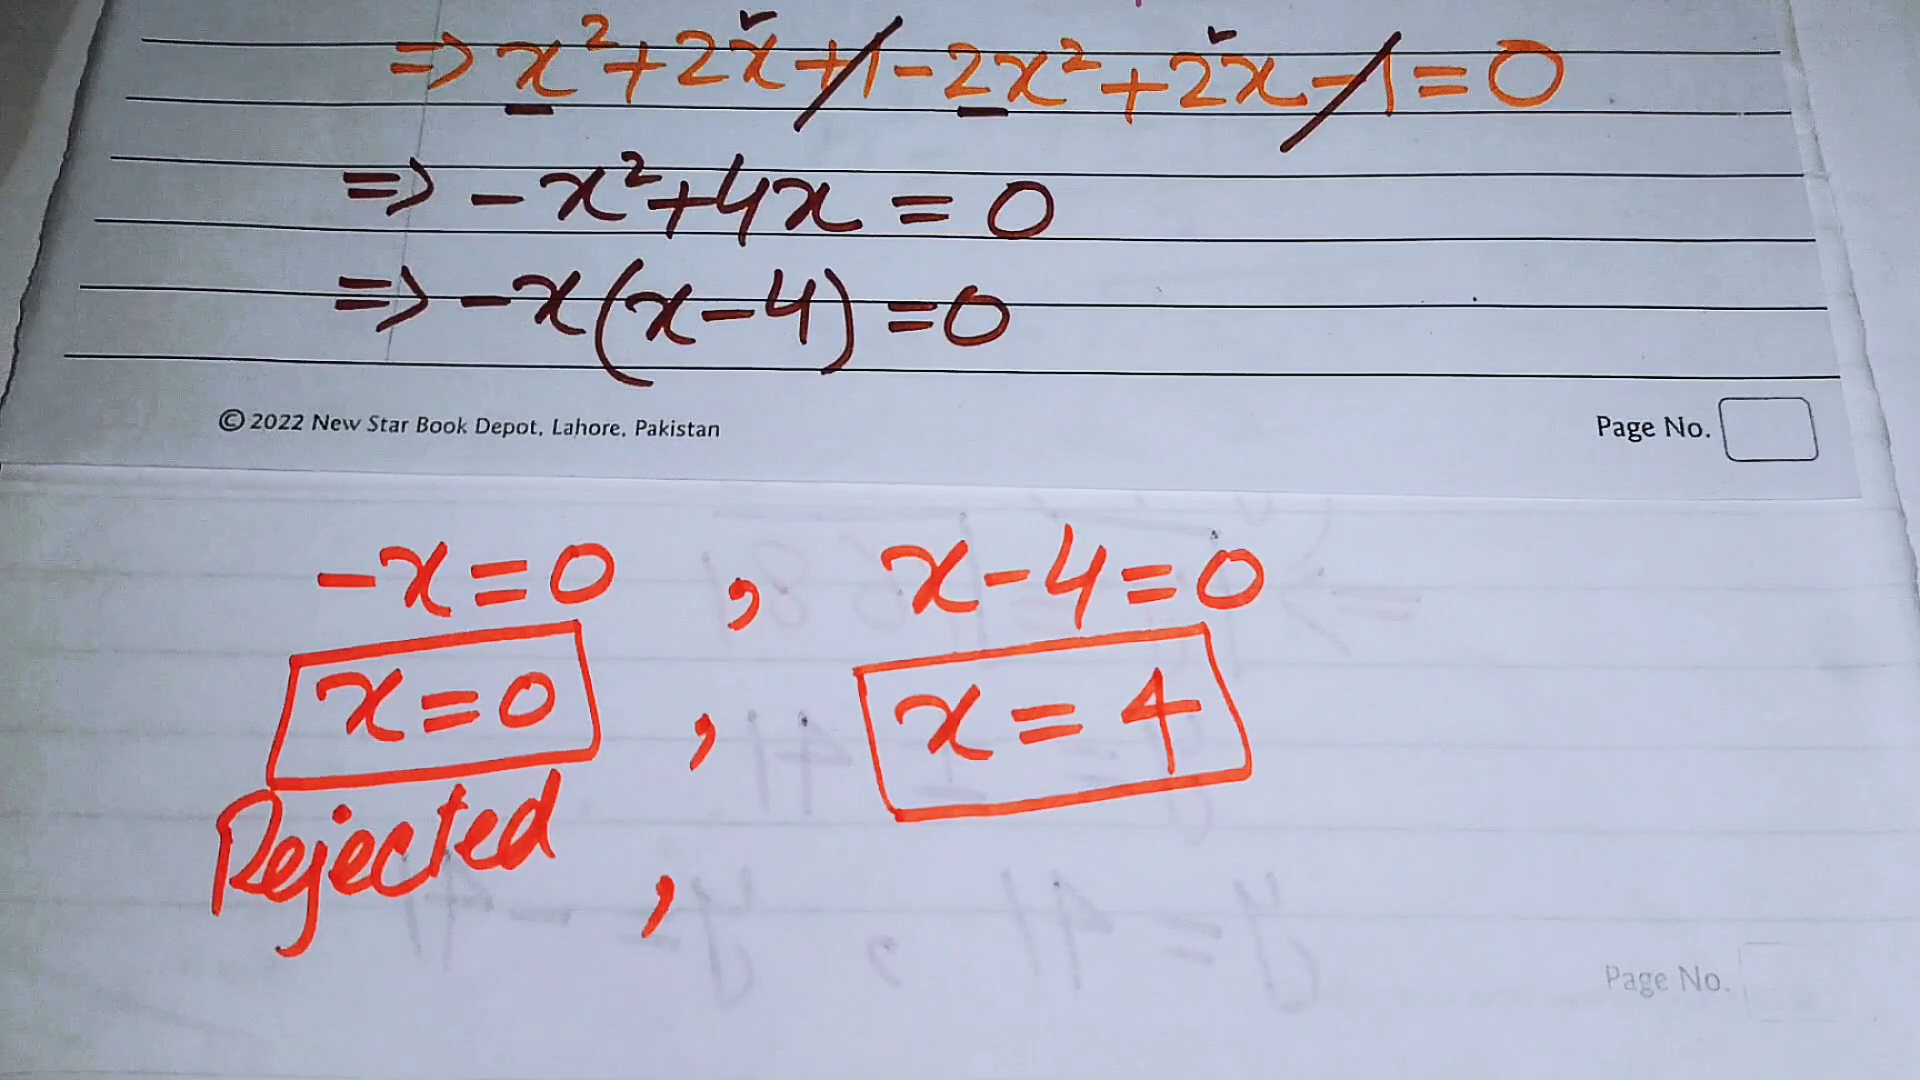 ⇒ x²+2x+1-2x²+2x-1=0
⇒ -x²+4x = 0
⇒ -x(x-4)=0
© 2022 New Star Book Depot, Lahore, Pakistan
Page No.
-x=0 , x-4=0
x=0 , x=4
Rejected ,
Page No.